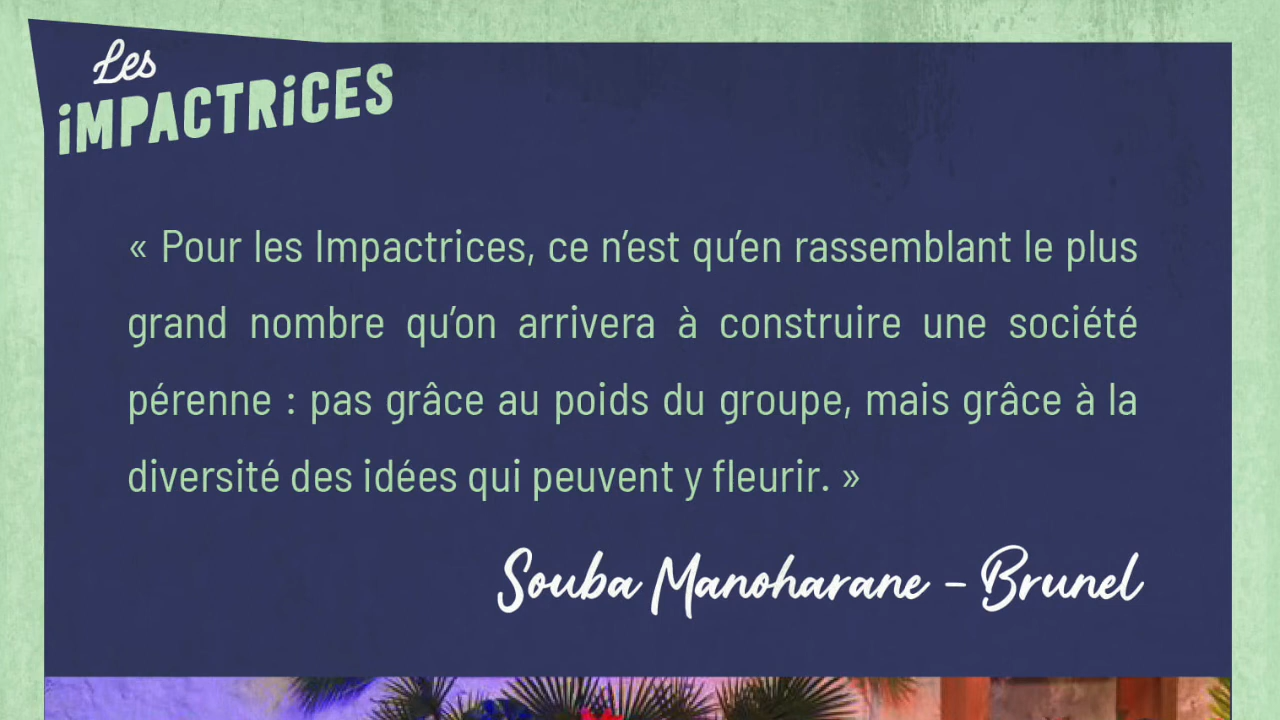 Les
iMPACTRiCES
« Pour les Impactrices, ce n’est qu’en rassemblant le plus
grand nombre qu’on arrivera à construire une société
pérenne : pas grâce au poids du groupe, mais grâce à la
diversité des idées qui peuvent y fleurir. »
Souba Manoharane - Brunel